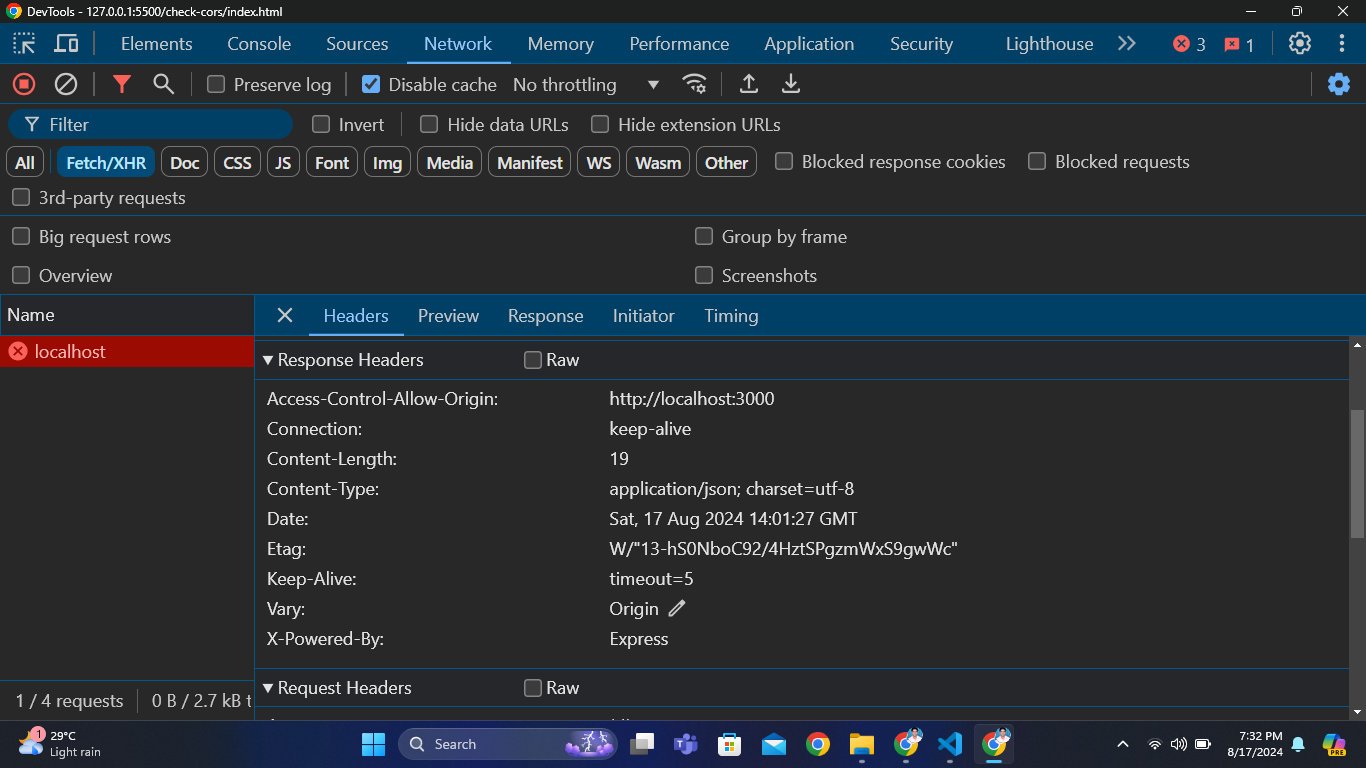 DevTools - 127.0.0.1:5500/check-cors/index.html
Elements Console Sources Network Memory Performance Application Security Lighthouse 3 1
Preserve log Disable cache No throttling
Filter Invert Hide data URLs Hide extension URLs
All Fetch/XHR Doc CSS JS Font Img Media Manifest WS Wasm Other Blocked response cookies Blocked requests
3rd-party requests
Big request rows Group by frame
Overview Screenshots
Name Headers Preview Response Initiator Timing
localhost
Response Headers Raw
Access-Control-Allow-Origin: http://localhost:3000
Connection: keep-alive
Content-Length: 19
Content-Type: application/json; charset=utf-8
Date: Sat, 17 Aug 2024 14:01:27 GMT
Etag: W/"13-hS0NboC92/4HztSPgzmWxS9gwWc"
Keep-Alive: timeout=5
Vary: Origin
X-Powered-By: Express
Request Headers Raw
1 / 4 requests 0 B / 2.7 kB t
1 29°C
Light rain
Search
PRE
7:32 PM
8/17/2024